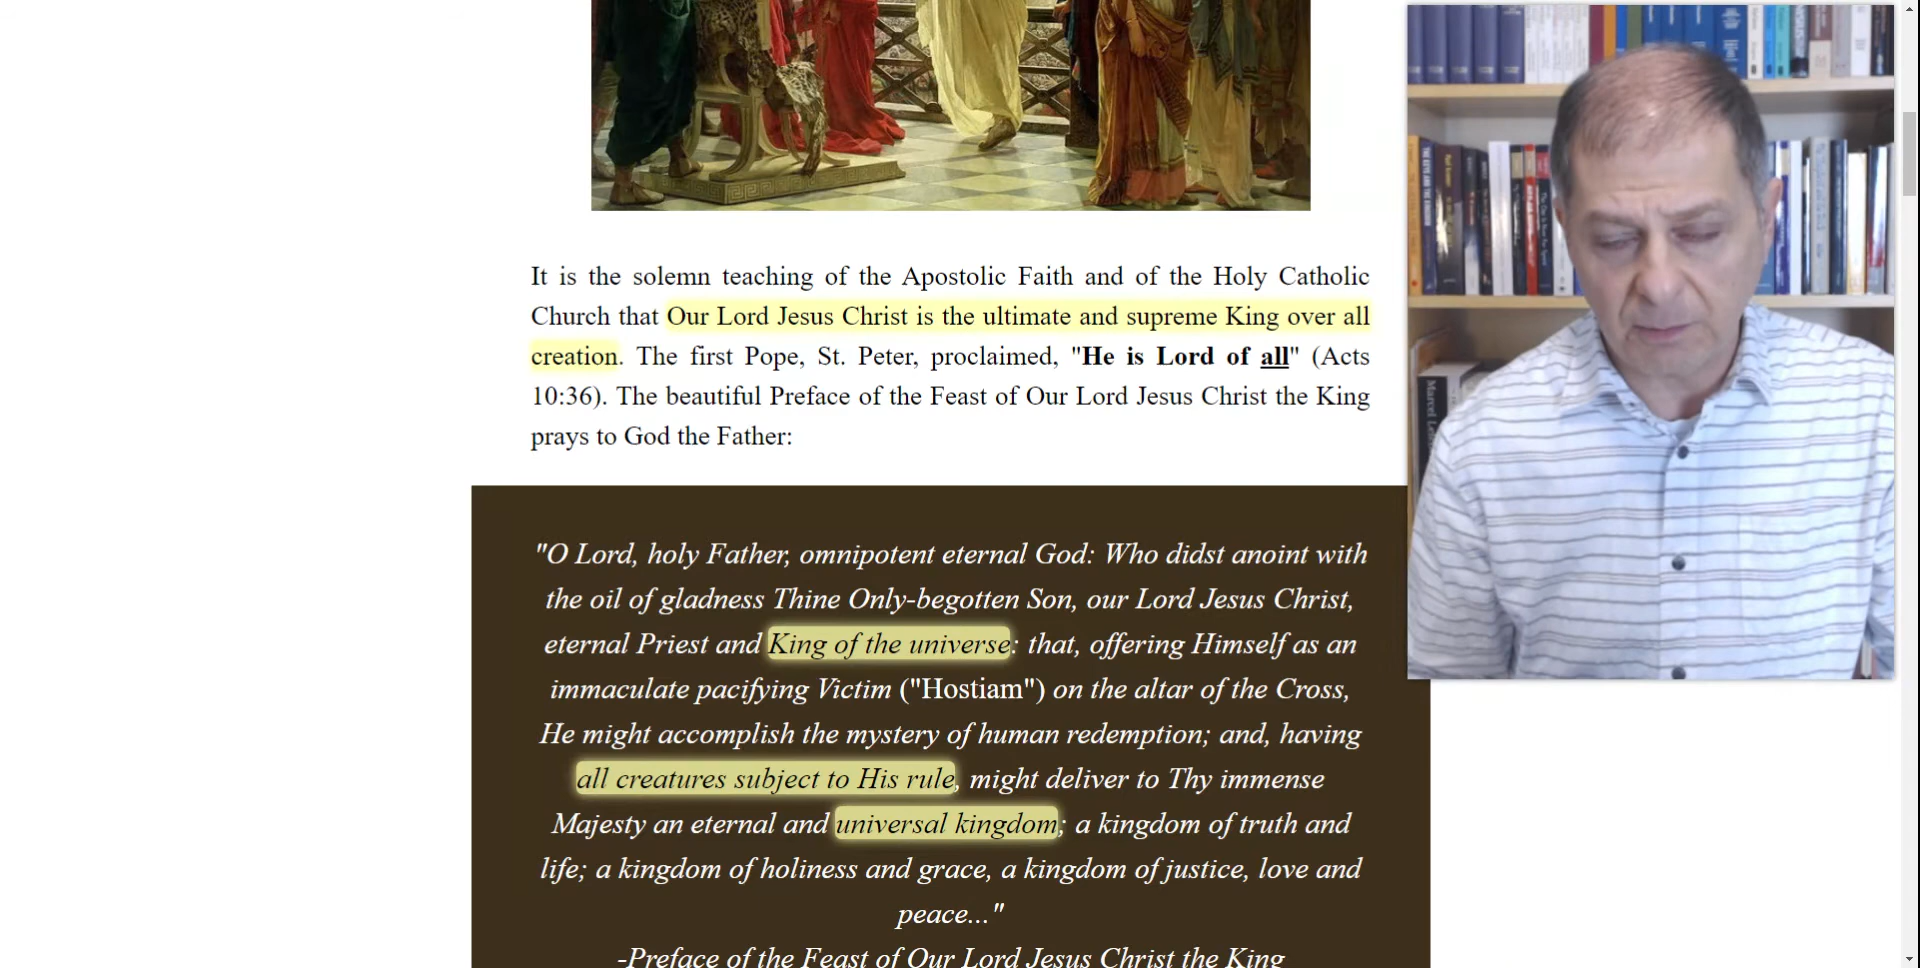 It is the solemn teaching of the Apostolic Faith and of the Holy Catholic
Church that Our Lord Jesus Christ is the ultimate and supreme King over all
creation. The first Pope, St. Peter, proclaimed, "He is Lord of all" (Acts
10:36). The beautiful Preface of the Feast of Our Lord Jesus Christ the King
prays to God the Father:
"O Lord, holy Father, omnipotent eternal God: Who didst anoint with
the oil of gladness Thine Only-begotten Son, our Lord Jesus Christ,
eternal Priest and King of the universe: that, offering Himself as an
immaculate pacifying Victim ("Hostiam") on the altar of the Cross,
He might accomplish the mystery of human redemption; and, having
all creatures subject to His rule, might deliver to Thy immense
Majesty an eternal and universal kingdom; a kingdom of truth and
life; a kingdom of holiness and grace, a kingdom of justice, love and
peace..."
-Preface of the Feast of Our Lord Jesus Christ the King
Marcel